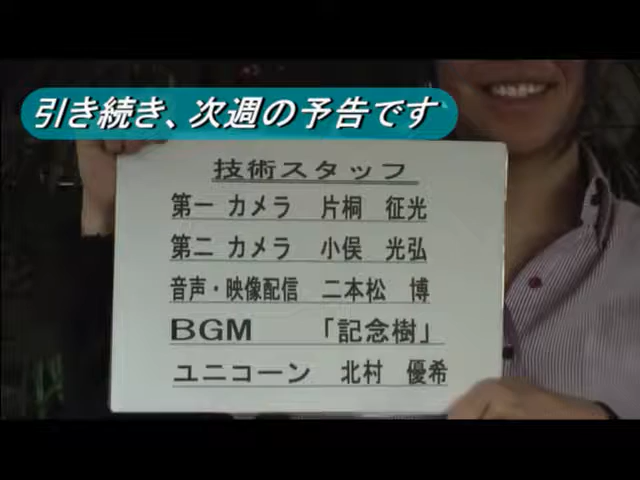 引き続き、次週の予告です
技術スタッフ
第一 カメラ 片桐 征光
第二 カメラ 小俣 光弘
音声・映像配信 二本松 博
BGM 「記念樹」
ユニコーン 北村 優希